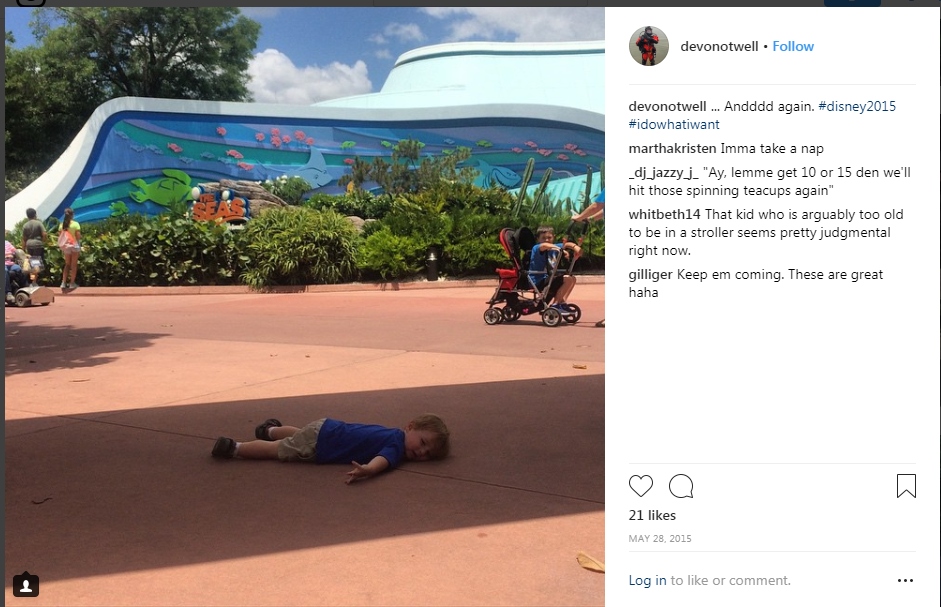 THE
SEAS
devonotwell • Follow
devonotwell ... Andddd again. #disney2015
#idowhatiwant
marthakristen Imma take a nap
_dj_jazzy_j_ "Ay, lemme get 10 or 15 den we'll
hit those spinning teacups again"
whitbeth14 That kid who is arguably too old
to be in a stroller seems pretty judgmental
right now.
gilliger Keep em coming. These are great
haha
21 likes
MAY 28, 2015
Log in to like or comment.